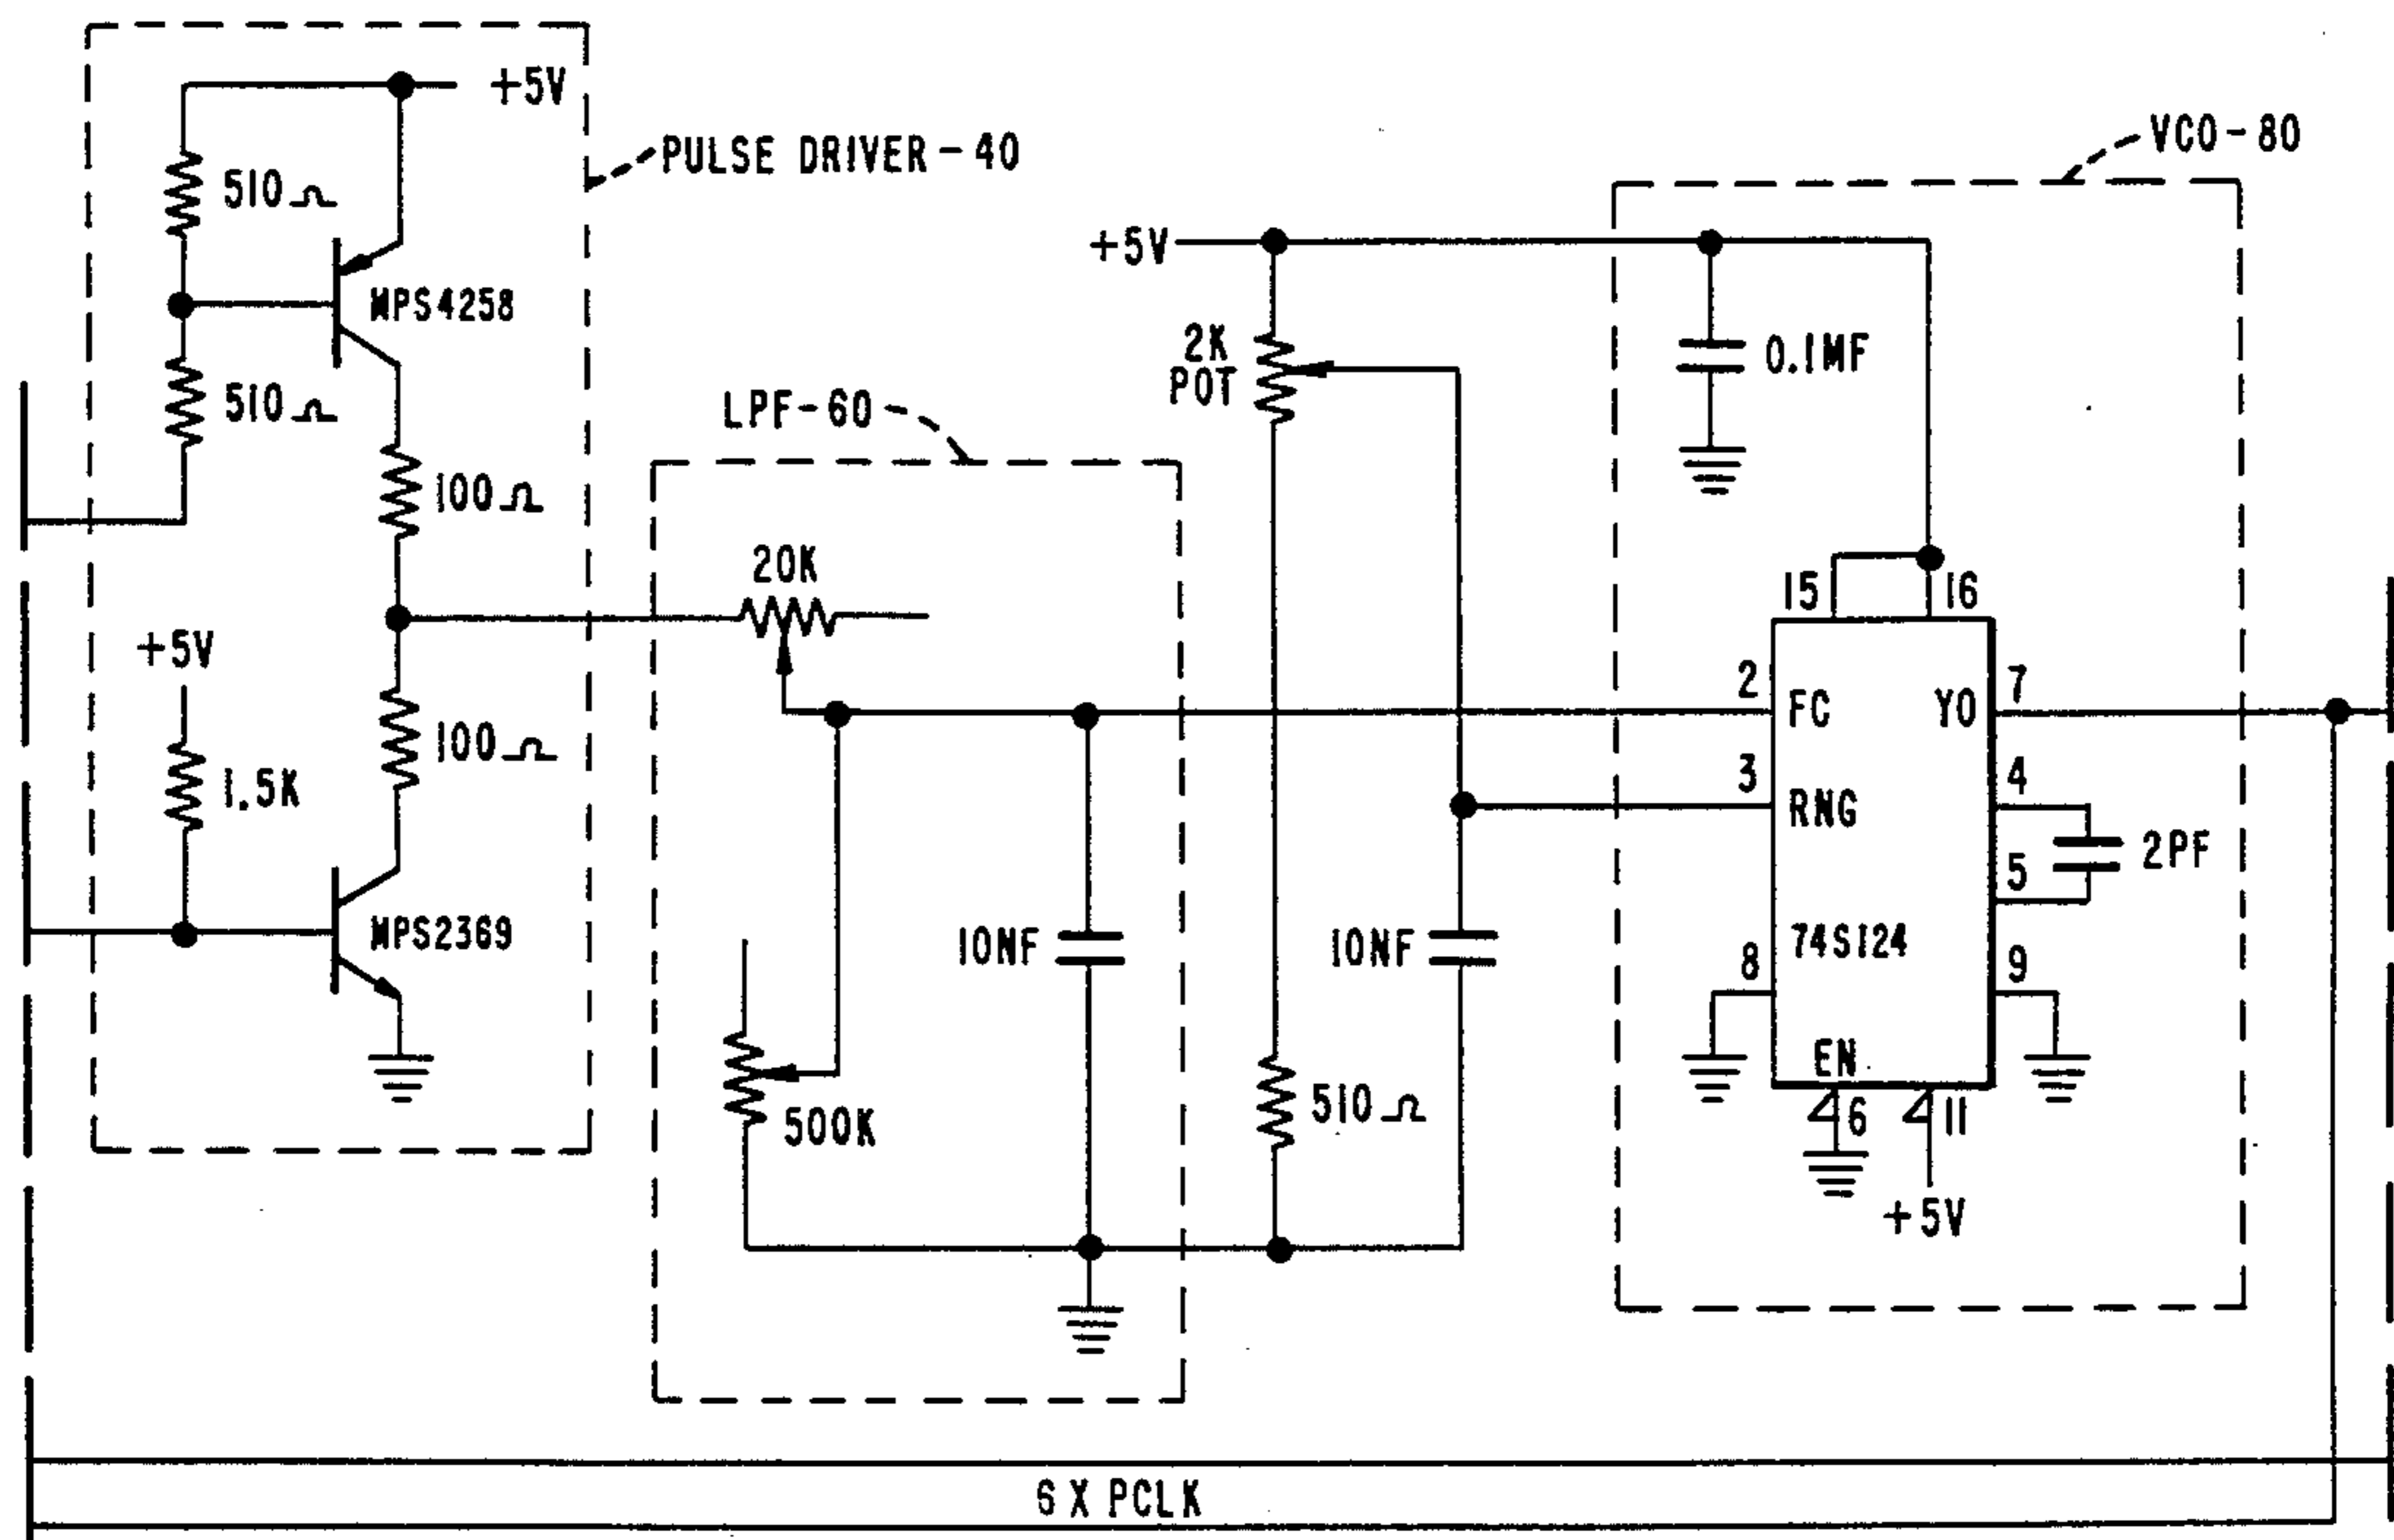 +5V
510Ω
PULSE DRIVER-40
MPS4258
510Ω
100Ω
+5V
1.5K
100Ω
MPS2369
LPF-60
20K
500K
10NF
+5V
2K
POT
510Ω
10NF
VCO-80
0.1MF
15
16
2
FC
YO
7
3
RNG
4
5
2PF
74S124
8
9
EN
6
11
+5V
6 X PCLK